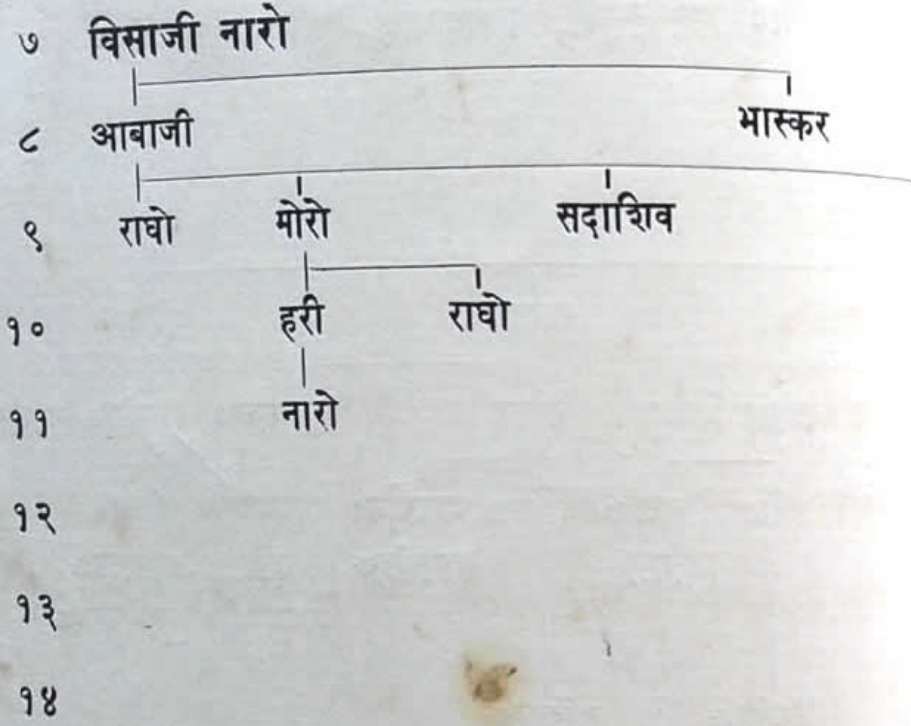 ७ विसाजी नारो
८ आबाजी भास्कर
९ राघो मोरो सदाशिव
१० हरी राघो
११ नारो
१२
१३
१४